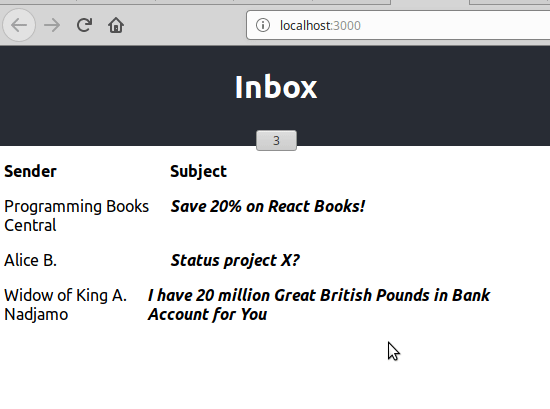 localhost:3000
Inbox
3
Sender Subject
Programming Books Save 20% on React Books!
Central
Alice B. Status project X?
Widow of King A. I have 20 million Great British Pounds in Bank
Nadjamo Account for You